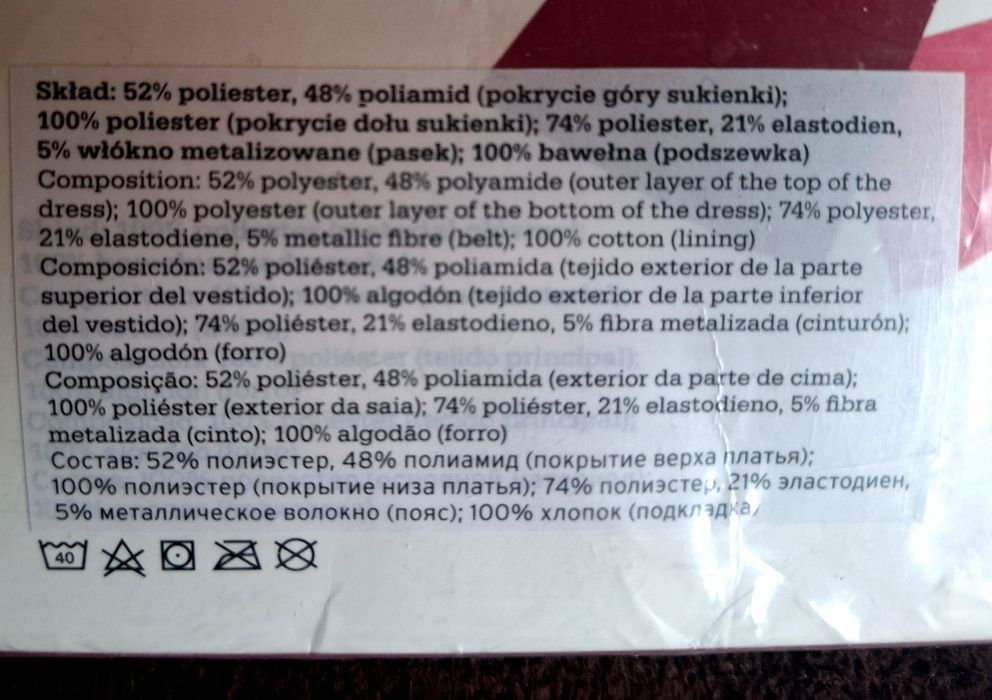 Skład: 52% poliester, 48% poliamid (pokrycie góry sukienki);
100% poliester (pokrycie dołu sukienki); 74% poliester, 21% elastodien,
5% włókno metalizowane (pasek); 100% bawełna (podszewka)
Composition: 52% polyester, 48% polyamide (outer layer of the top of the
dress); 100% polyester (outer layer of the bottom of the dress); 74% polyester,
21% elastodiene, 5% metallic fibre (belt); 100% cotton (lining)
Composición: 52% poliéster, 48% poliamida (tejido exterior de la parte
superior del vestido); 100% algodón (tejido exterior de la parte inferior
del vestido); 74% poliéster, 21% elastodieno, 5% fibra metalizada (cinturón);
100% algodón (forro)
Composição: 52% poliéster, 48% poliamida (exterior da parte de cima);
100% poliéster (exterior da saia); 74% poliéster, 21% elastodieno, 5% fibra
metalizada (cinto); 100% algodão (forro)
Состав: 52% полиэстер, 48% полиамид (покрытие верха платья);
100% полиэстер (покрытие низа платья); 74% полиэстер, 21% эластодиен,
5% металлическое волокно (пояс); 100% хлопок (подкладка)
40